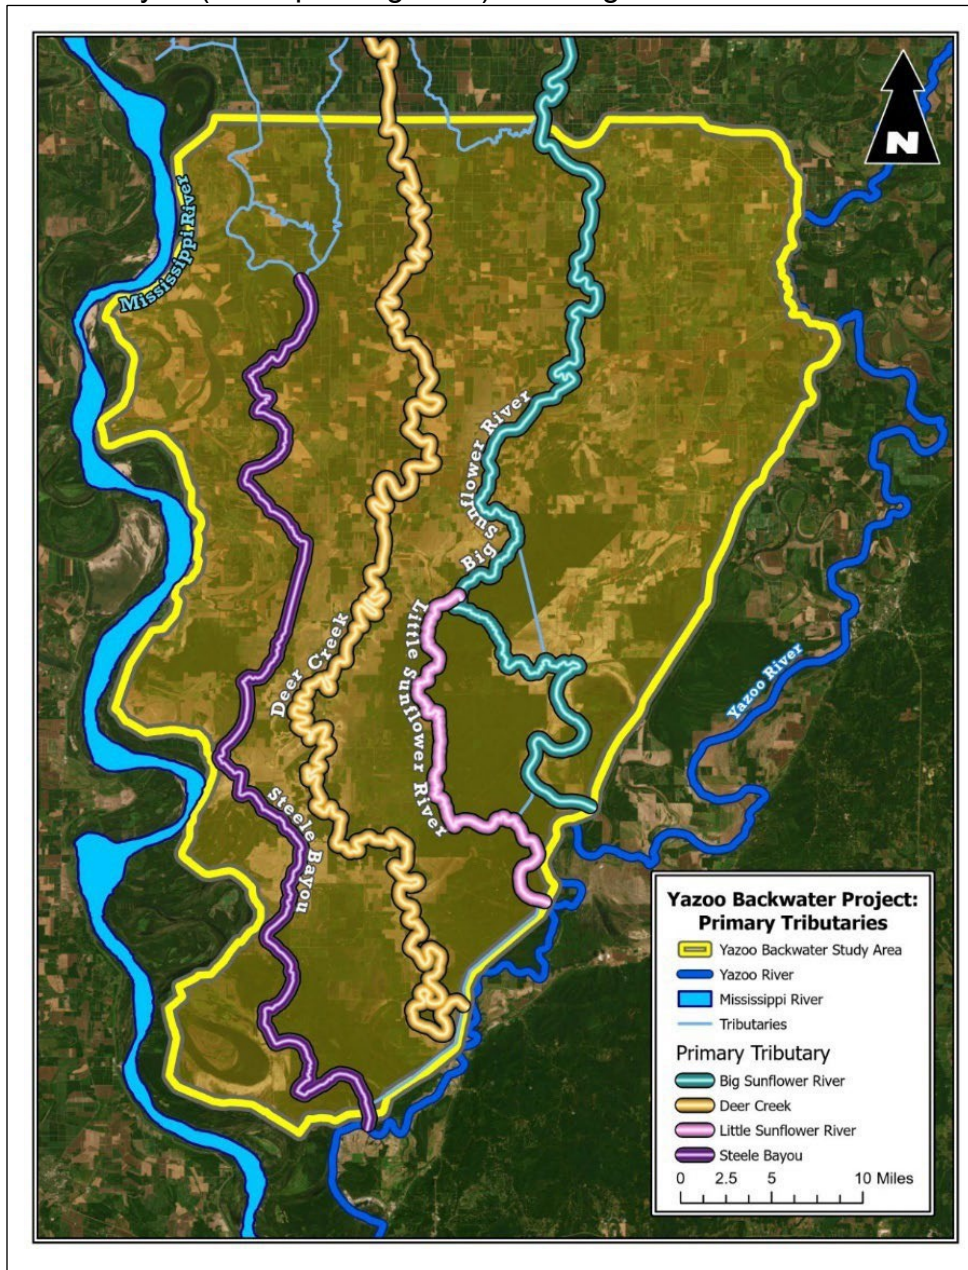 N
Mississippi River
Big Sunflower River
Deer Creek
Little Sunflower River
Yazoo River
Steele Bayou
Yazoo Backwater Project:
Primary Tributaries
Yazoo Backwater Study Area
Yazoo River
Mississippi River
Tributaries
Primary Tributary
Big Sunflower River
Deer Creek
Little Sunflower River
Steele Bayou
0 2.5 5 10 Miles